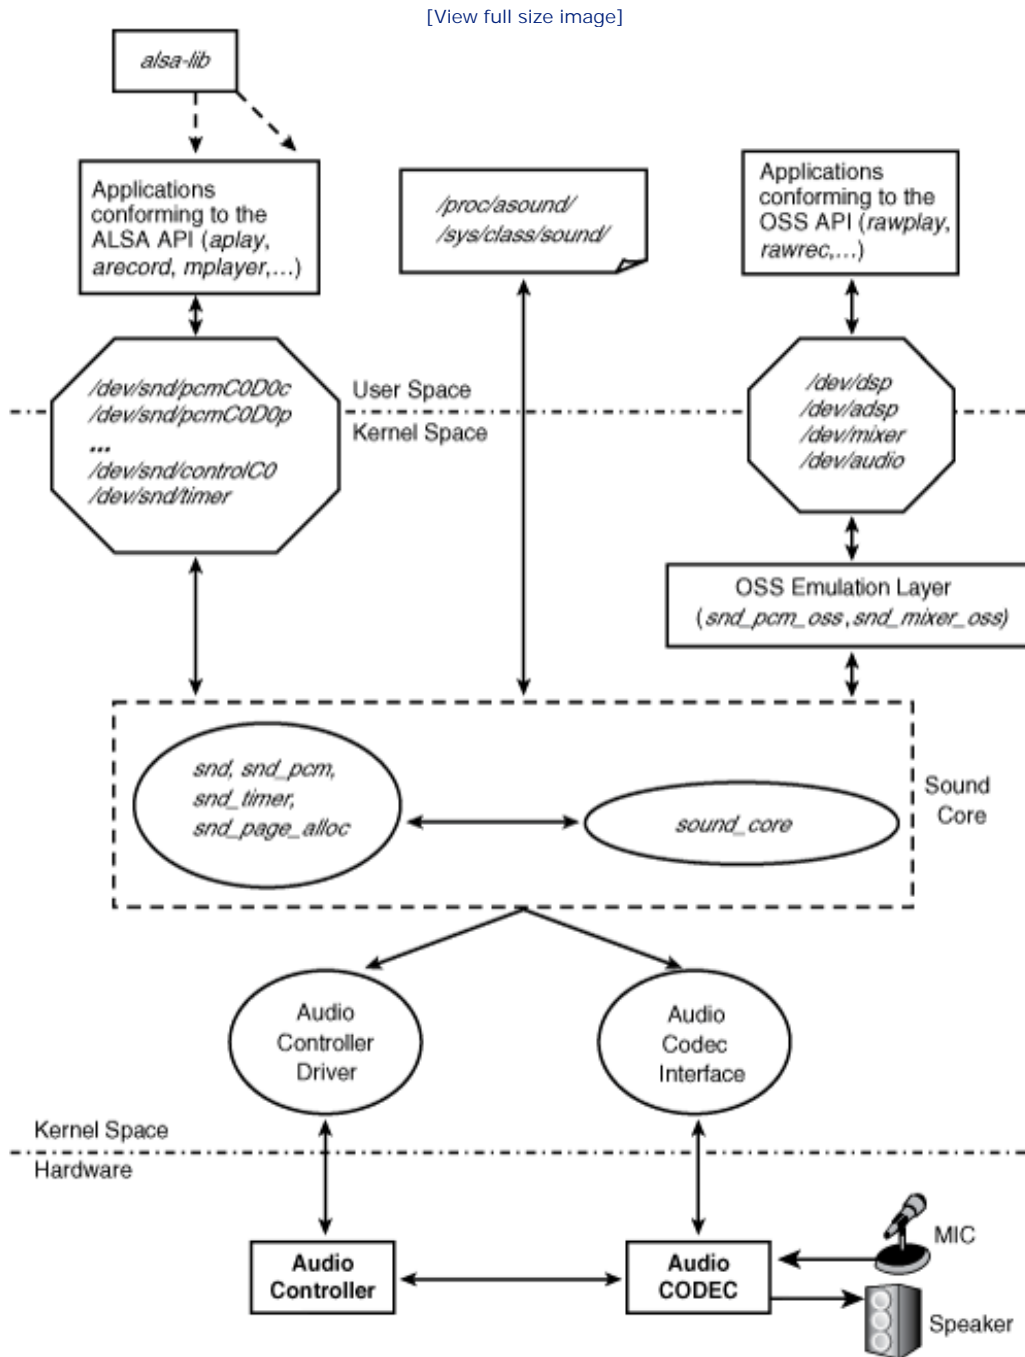 [View full size image]
alsa-lib
Applications
conforming to the
ALSA API (aplay,
arecord, mplayer,...)
/proc/asound/
/sys/class/sound/
Applications
conforming to the
OSS API (rawplay,
rawrec,...)
/dev/snd/pcmC0D0c
/dev/snd/pcmC0D0p
...
/dev/snd/controlC0
/dev/snd/timer
User Space
Kernel Space
/dev/dsp
/dev/adsp
/dev/mixer
/dev/audio
OSS Emulation Layer
(snd_pcm_oss,snd_mixer_oss)
snd, snd_pcm,
snd_timer,
snd_page_alloc
sound_core
Sound
Core
Audio
Controller
Driver
Audio
Codec
Interface
Kernel Space
Hardware
Audio
Controller
Audio
CODEC
MIC
Speaker